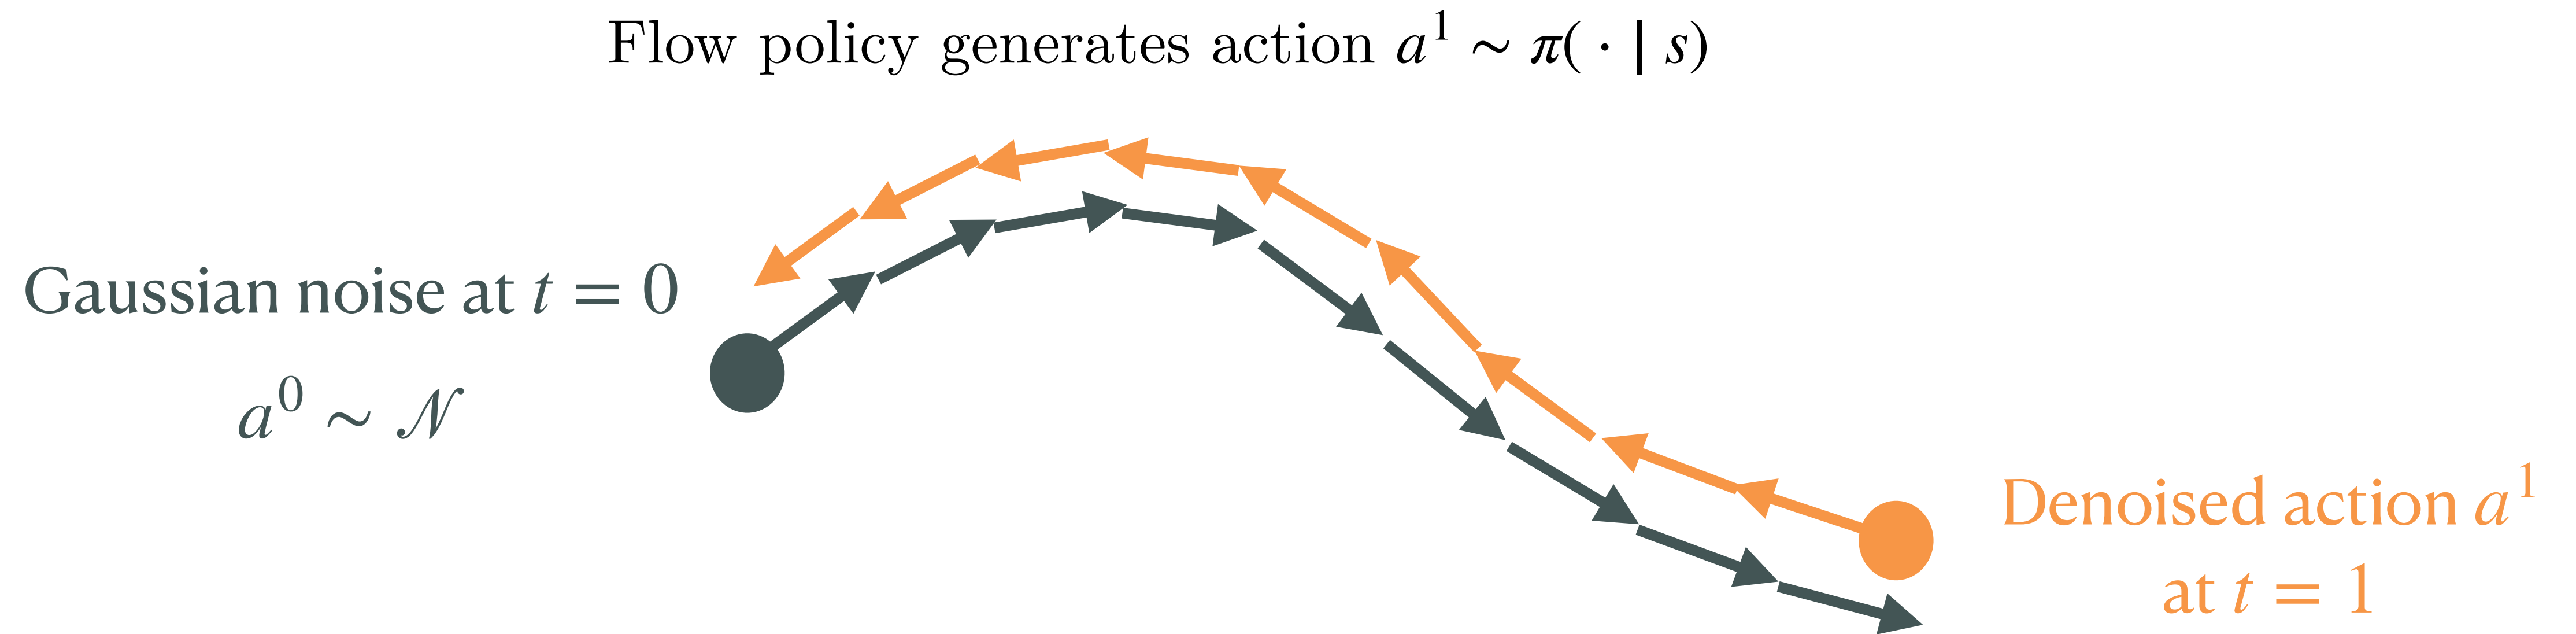 Flow policy generates action a¹ ∼ π( · | s)
Gaussian noise at t = 0
a⁰ ∼ 𝒩
Denoised action a¹
at t = 1